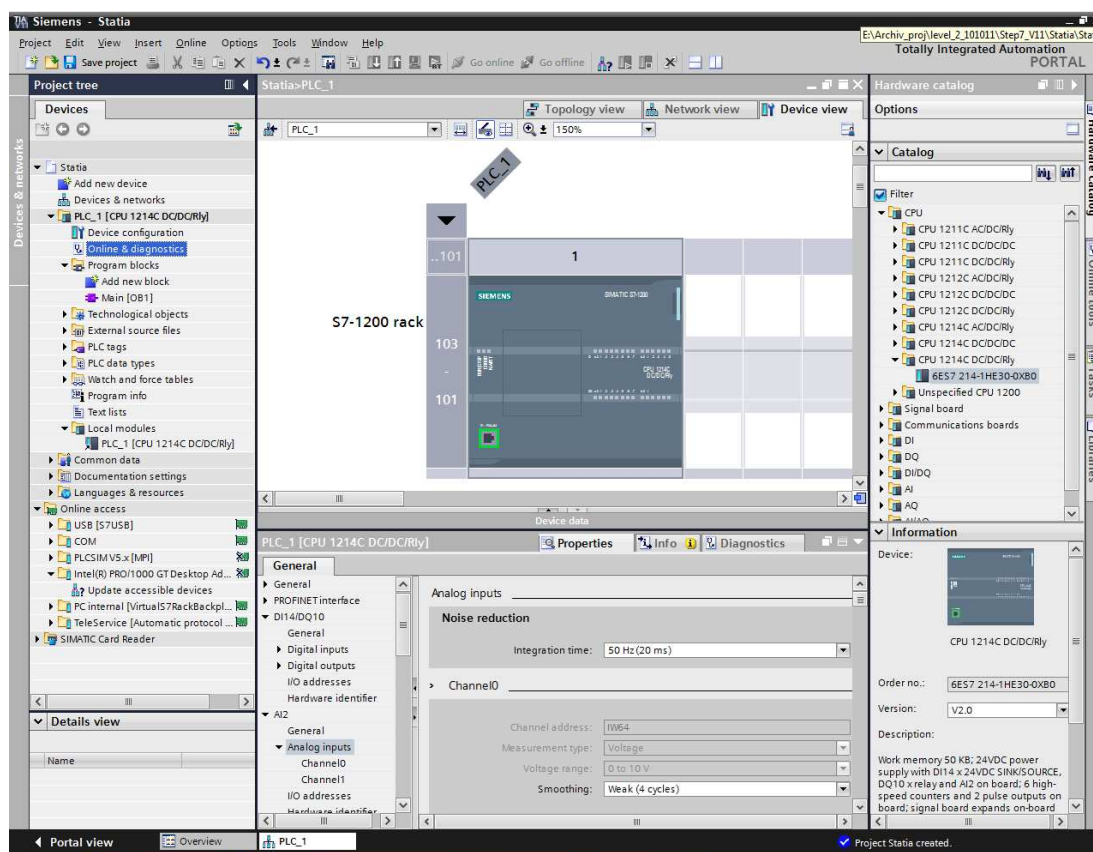 Siemens - Statia
E:\Archiv_proj\level_2_101011\Step7_V11\Statia\Sta
Project Edit View Insert Online Options Tools Window Help
Totally Integrated Automation
PORTAL
Save project Go online Go offline
Project tree
Devices
Devices & networks
Statia
Add new device
Devices & networks
PLC_1 [CPU 1214C DC/DC/Rly]
Device configuration
Online & diagnostics
Program blocks
Add new block
Main [OB1]
Technological objects
External source files
PLC tags
PLC data types
Watch and force tables
Program info
Text lists
Local modules
PLC_1 [CPU 1214C DC/DC/Rly]
Common data
Documentation settings
Languages & resources
Online access
USB [S7USB]
COM
PLCSIM V5.x [MPI]
Intel(R) PRO/1000 GT Desktop Ad...
Update accessible devices
PC internal [VirtualS7RackBackpl...
TeleService [Automatic protocol ...
SIMATIC Card Reader
Details view
Name
Statia>PLC_1
Topology view Network view Device view
PLC_1 150%
PLC_1
..101 1
SIEMENS SIMATIC S7-1200
S7-1200 rack
103
-
101
CPU 1214C
DC/DC/Rly
Device data
PLC_1 [CPU 1214C DC/DC/Rly]
Properties Info Diagnostics
General
General
PROFINET interface
DI14/DQ10
General
Digital inputs
Digital outputs
I/O addresses
Hardware identifier
AI2
General
Analog inputs
Channel0
Channel1
I/O addresses
Hardware identifier
Analog inputs
Noise reduction
Integration time: 50 Hz (20 ms)
Channel0
Channel address: IW64
Measurement type: Voltage
Voltage range: 0 to 10 V
Smoothing: Weak (4 cycles)
Hardware catalog
Options
Catalog
Filter
CPU
CPU 1211C AC/DC/Rly
CPU 1211C DC/DC/DC
CPU 1211C DC/DC/Rly
CPU 1212C AC/DC/Rly
CPU 1212C DC/DC/DC
CPU 1212C DC/DC/Rly
CPU 1214C AC/DC/Rly
CPU 1214C DC/DC/DC
CPU 1214C DC/DC/Rly
6ES7 214-1HE30-0XB0
Unspecified CPU 1200
Signal board
Communications boards
DI
DQ
DI/DQ
AI
AQ
AI/AQ
Information
Device:
CPU 1214C DC/DC/Rly
Order no.: 6ES7 214-1HE30-0XB0
Version: V2.0
Description:
Work memory 50 KB; 24VDC power
supply with DI14 x 24VDC SINK/SOURCE,
DQ10 x relay and AI2 on board; 6 high-
speed counters and 2 pulse outputs on
board; signal board expands on-board
Hardware catalog
Online tools
Tasks
Libraries
Portal view Overview PLC_1
Project Statia created.